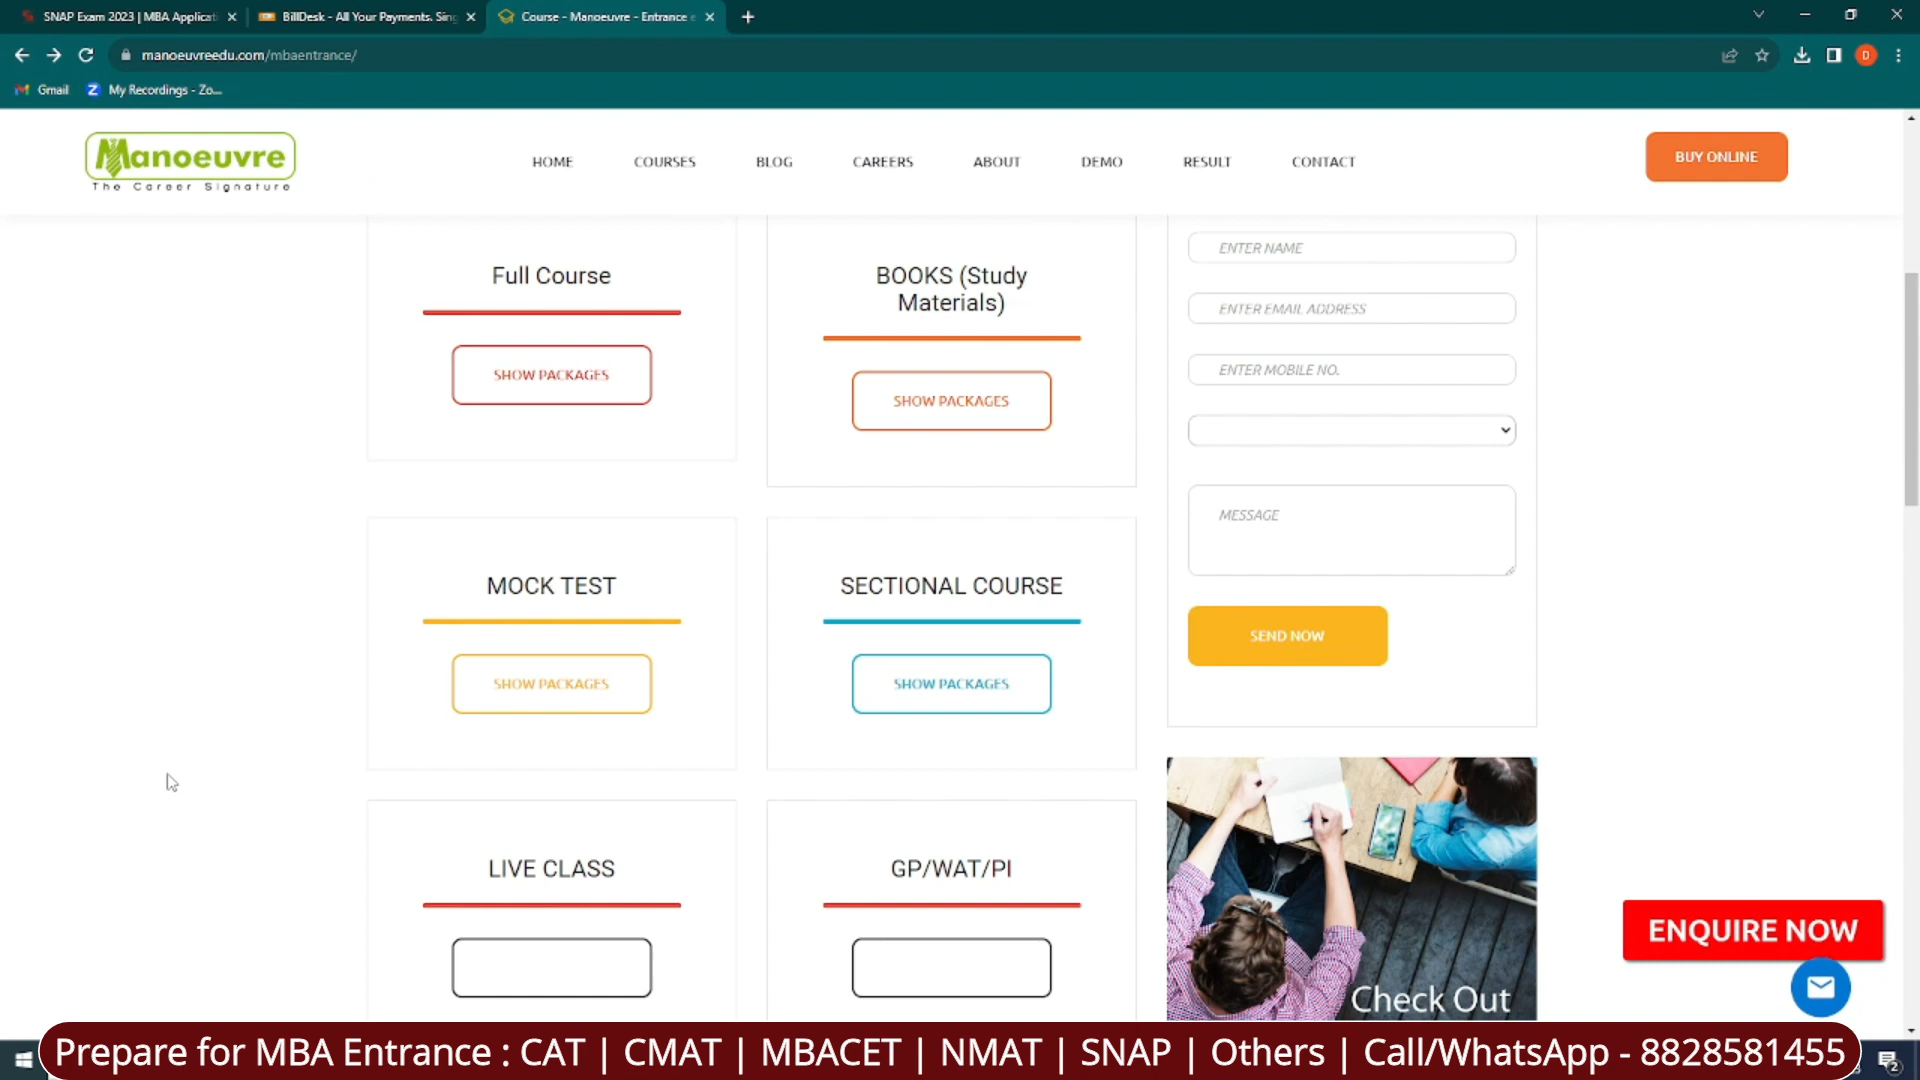 SNAP Exam 2023 | MBA Applicati
BillDesk - All Your Payments. Sing
Course - Manoeuvre - Entrance e
manoeuvreedu.com/mbaentrance/
D
Gmail
My Recordings - Zo...
Manoeuvre
The Career Signature
HOME
COURSES
BLOG
CAREERS
ABOUT
DEMO
RESULT
CONTACT
BUY ONLINE
Full Course
SHOW PACKAGES
BOOKS (Study
Materials)
SHOW PACKAGES
ENTER NAME
ENTER EMAIL ADDRESS
ENTER MOBILE NO.
MESSAGE
SEND NOW
MOCK TEST
SHOW PACKAGES
SECTIONAL COURSE
SHOW PACKAGES
LIVE CLASS
GP/WAT/PI
Check Out
ENQUIRE NOW
Prepare for MBA Entrance : CAT | CMAT | MBACET | NMAT | SNAP | Others | Call/WhatsApp - 8828581455
2